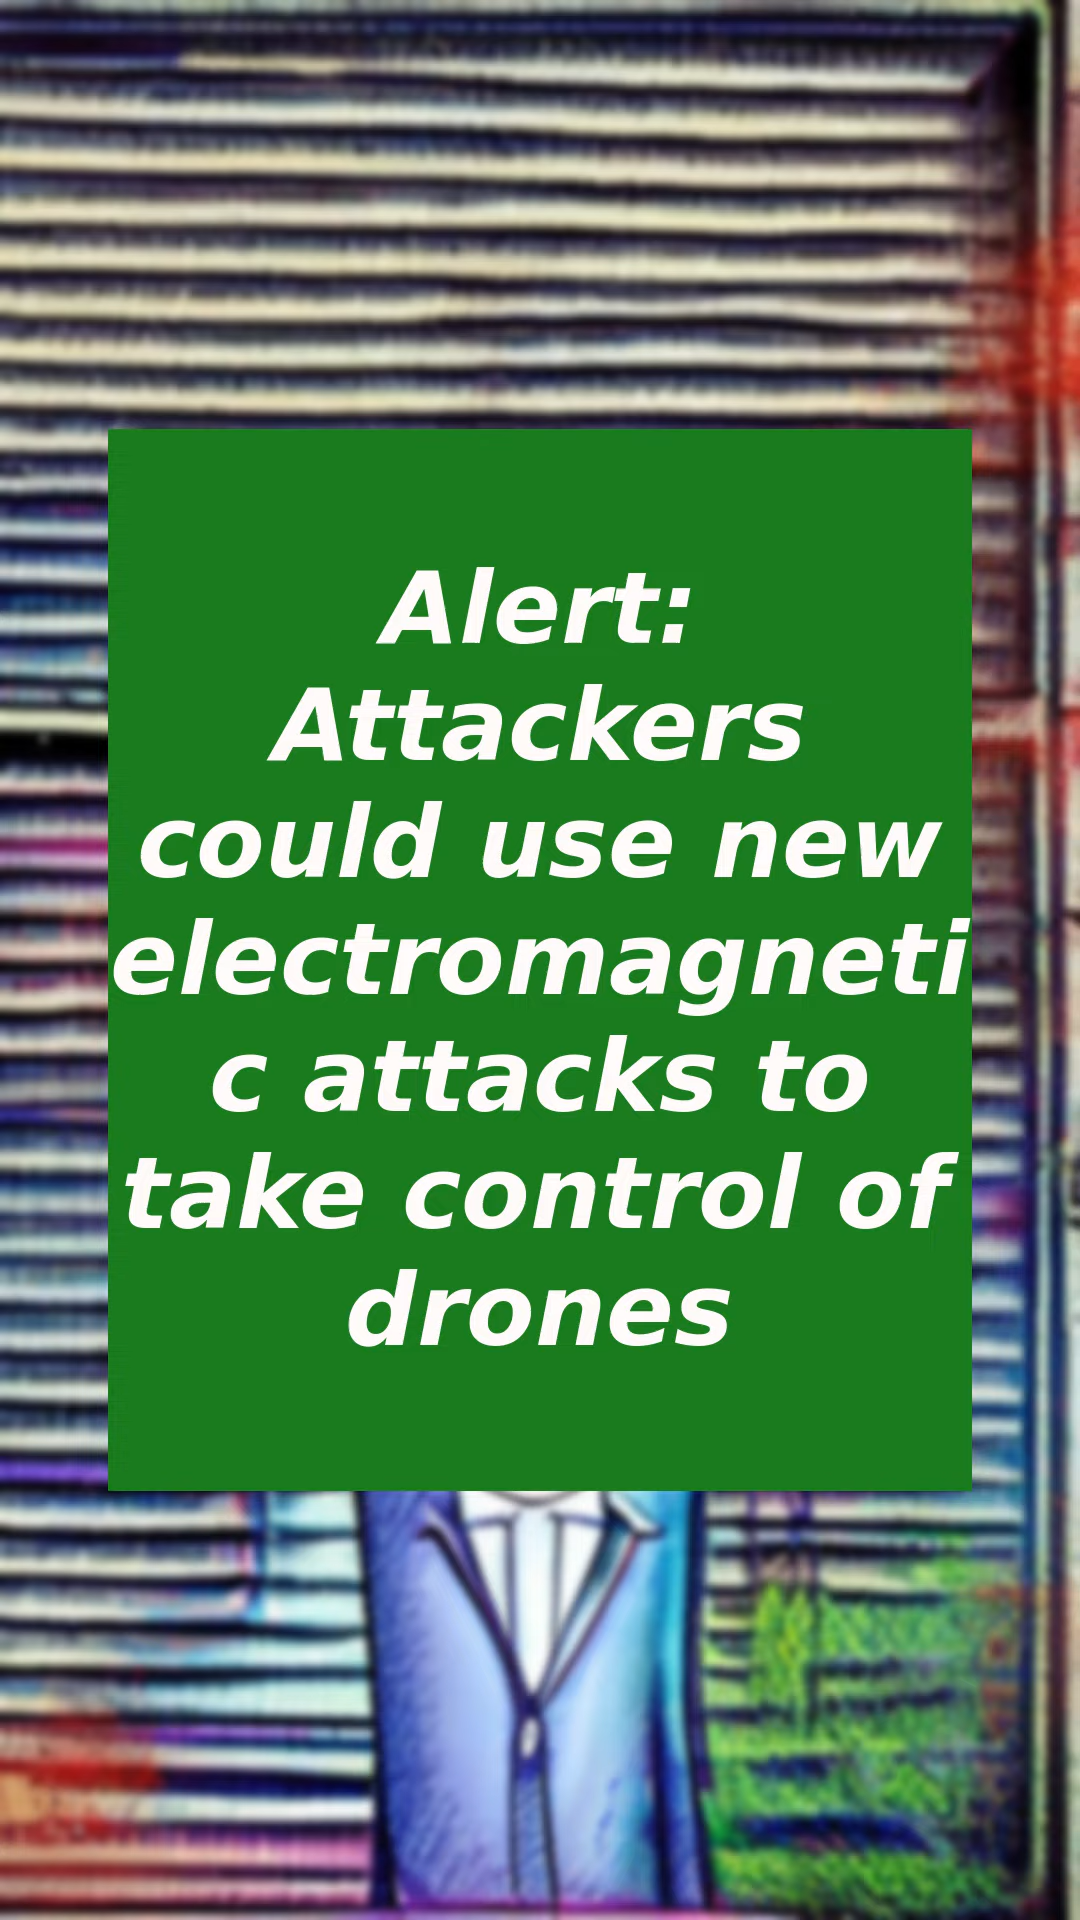 Alert:
Attackers
could use new
electromagneti
c attacks to
take control of
drones